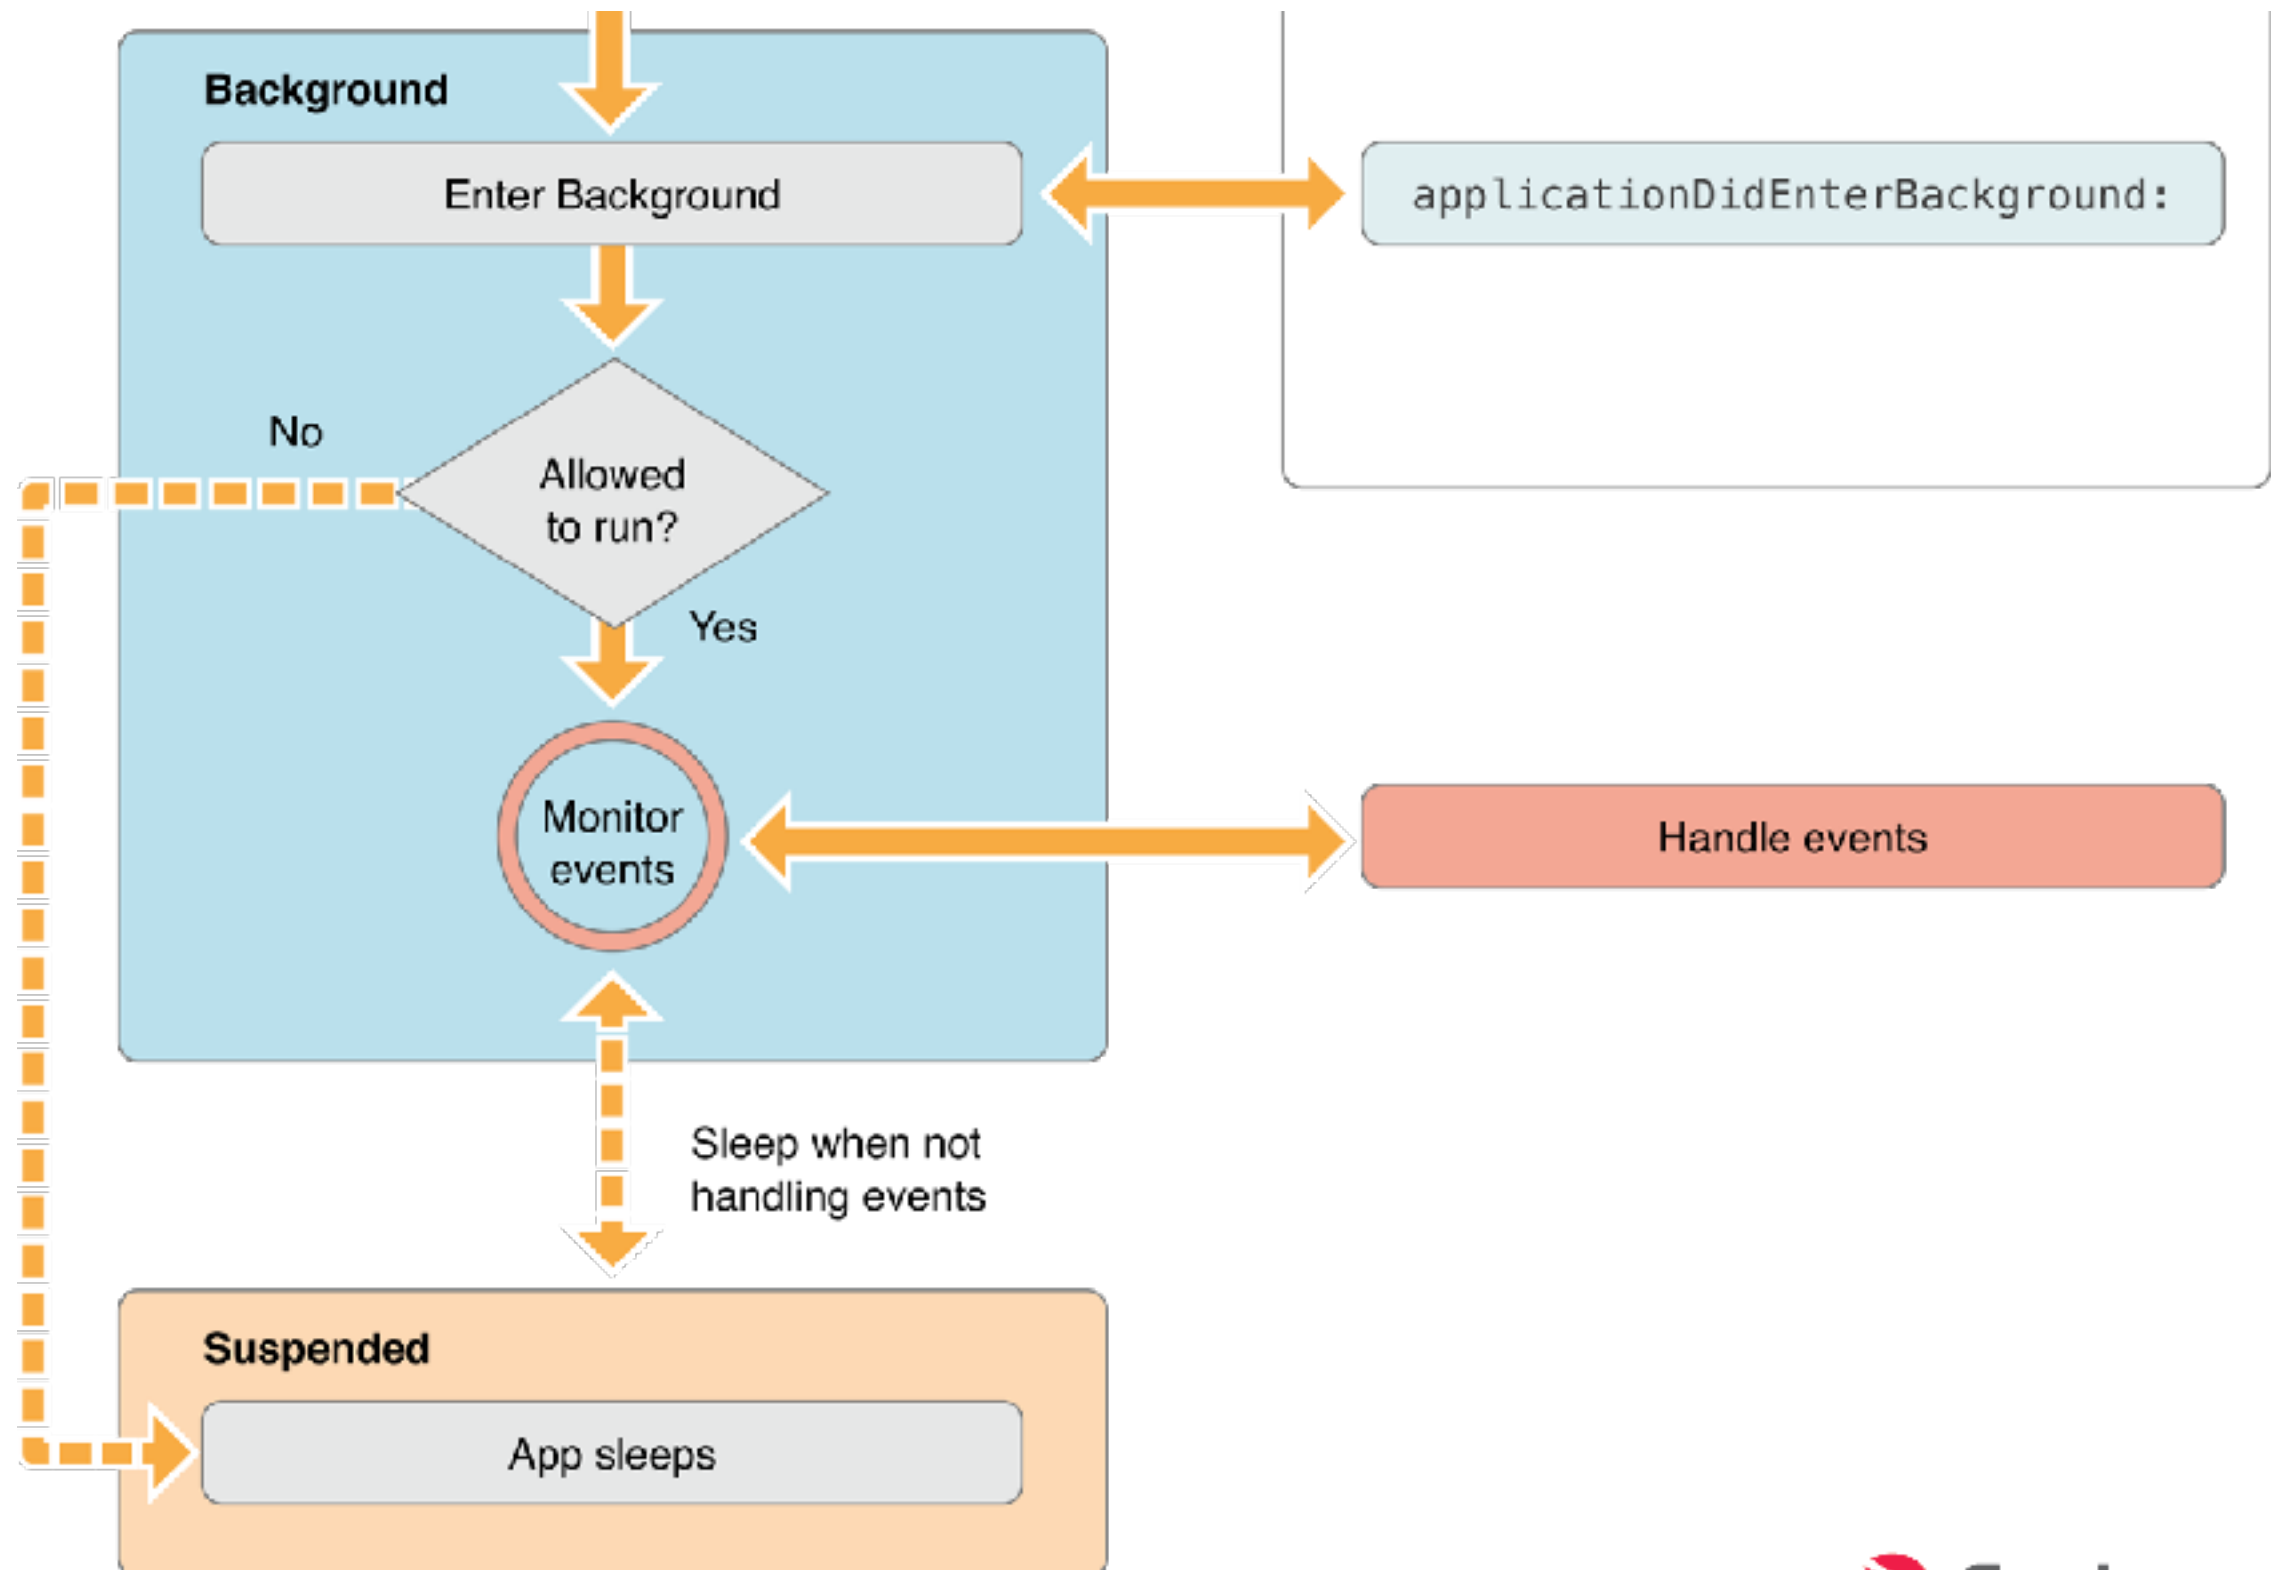 Background
Enter Background
applicationDidEnterBackground:
No
Allowed
to run?
Yes
Monitor
events
Handle events
Sleep when not
handling events
Suspended
App sleeps